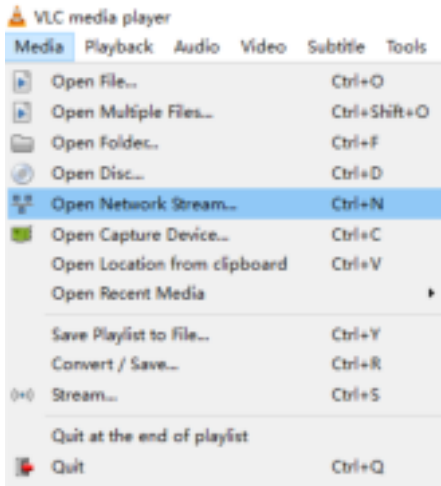 VLC media player
Media Playback Audio Video Subtitle Tools
Open File... Ctrl+O
Open Multiple Files... Ctrl+Shift+O
Open Folder... Ctrl+F
Open Disc... Ctrl+D
Open Network Stream... Ctrl+N
Open Capture Device... Ctrl+C
Open Location from clipboard Ctrl+V
Open Recent Media
Save Playlist to File... Ctrl+Y
Convert / Save... Ctrl+R
Stream... Ctrl+S
Quit at the end of playlist
Quit Ctrl+Q